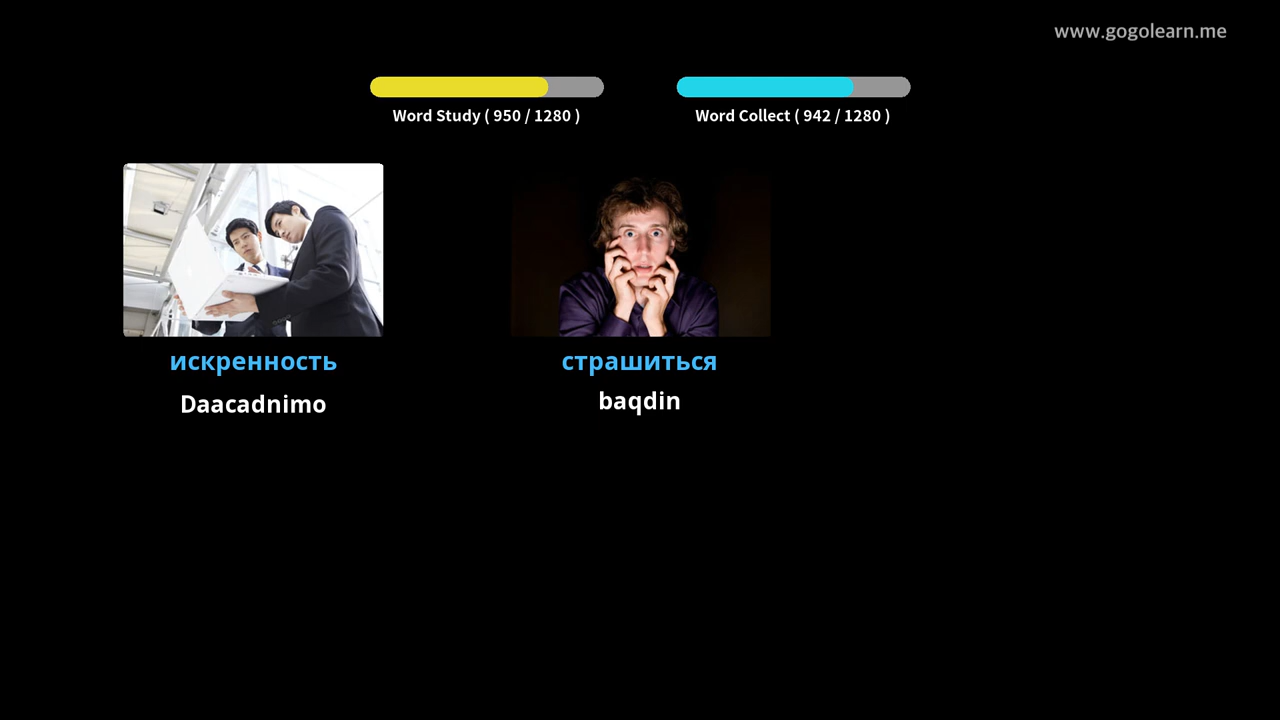 www.gogolearn.me
Word Study ( 950 / 1280 )
Word Collect ( 942 / 1280 )
искренность
Daacadnimo
страшиться
baqdin